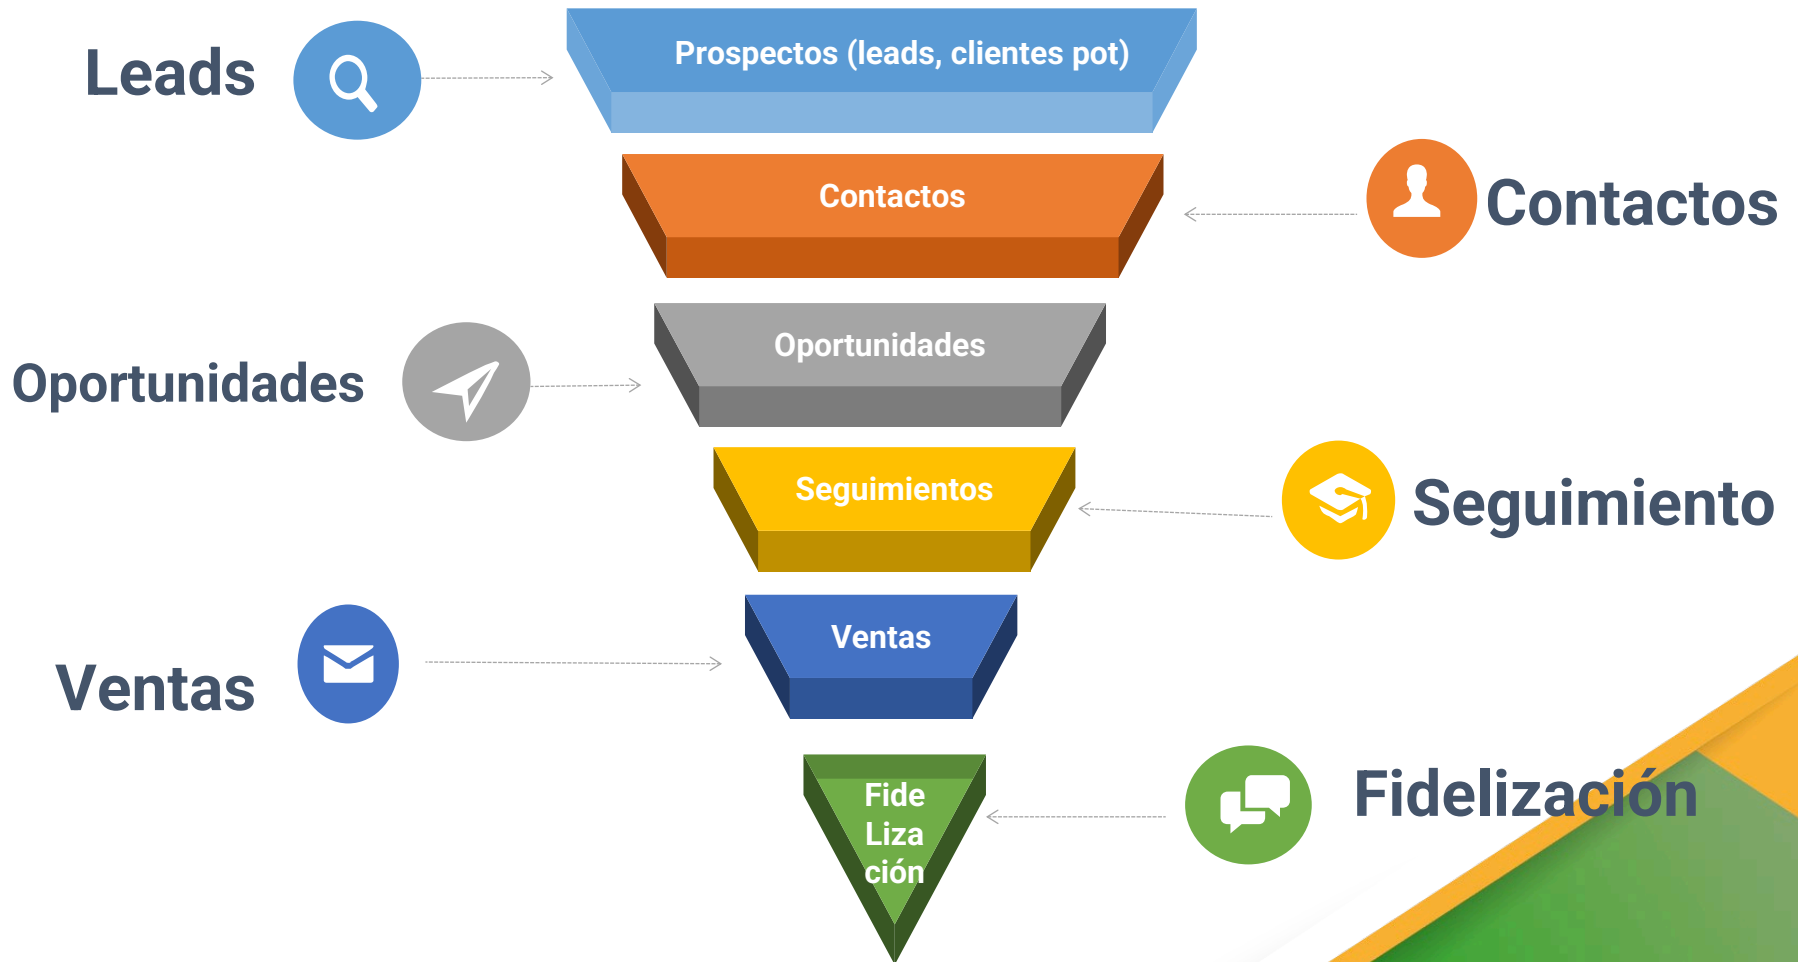 Leads
Prospectos (leads, clientes pot)
Contactos
Contactos
Oportunidades
Oportunidades
Seguimientos
Seguimiento
Ventas
Ventas
Fide
Liza
ción
Fidelización